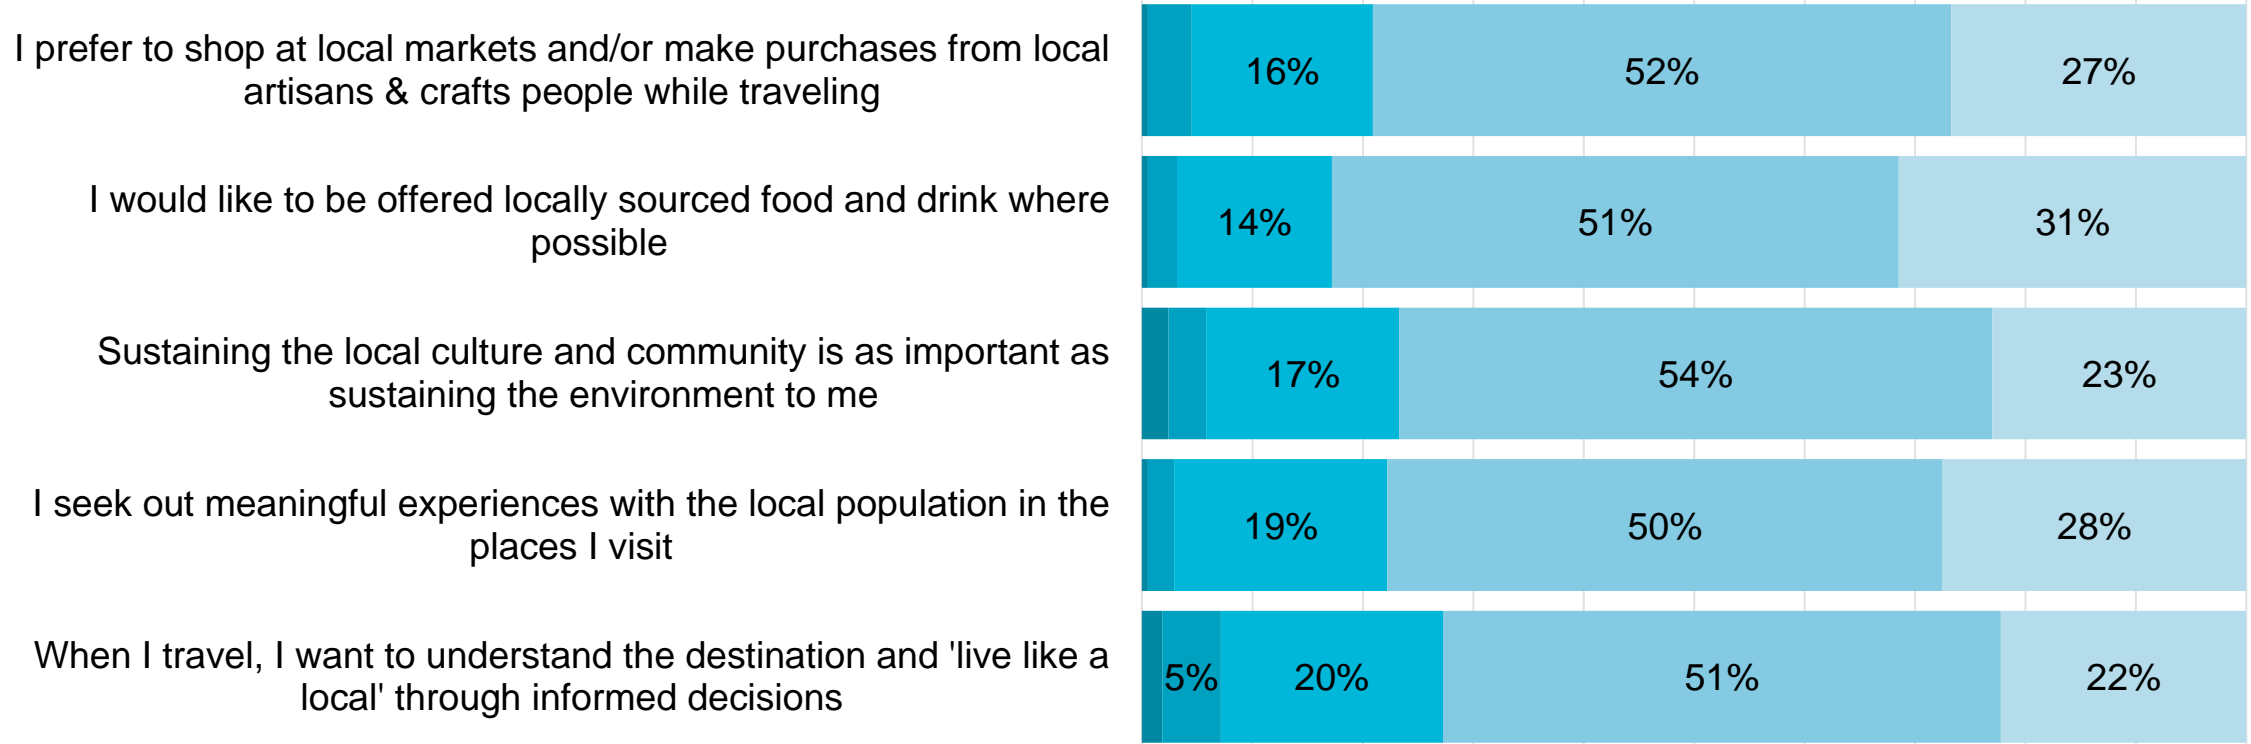 I prefer to shop at local markets and/or make purchases from local
artisans & crafts people while traveling
16% 52% 27%
I would like to be offered locally sourced food and drink where
possible
14% 51% 31%
Sustaining the local culture and community is as important as
sustaining the environment to me
17% 54% 23%
I seek out meaningful experiences with the local population in the
places I visit
19% 50% 28%
When I travel, I want to understand the destination and 'live like a
local' through informed decisions
5% 20% 51% 22%